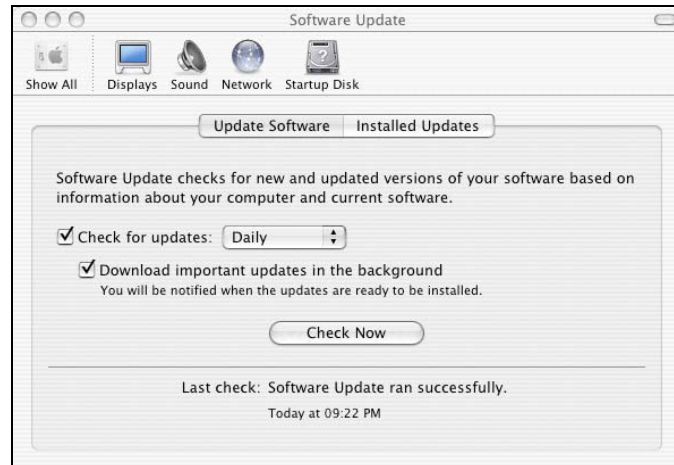 Software Update
Show All Displays Sound Network Startup Disk
Update Software Installed Updates
Software Update checks for new and updated versions of your software based on
information about your computer and current software.
Check for updates: Daily
Download important updates in the background
You will be notified when the updates are ready to be installed.
Check Now
Last check: Software Update ran successfully.
Today at 09:22 PM